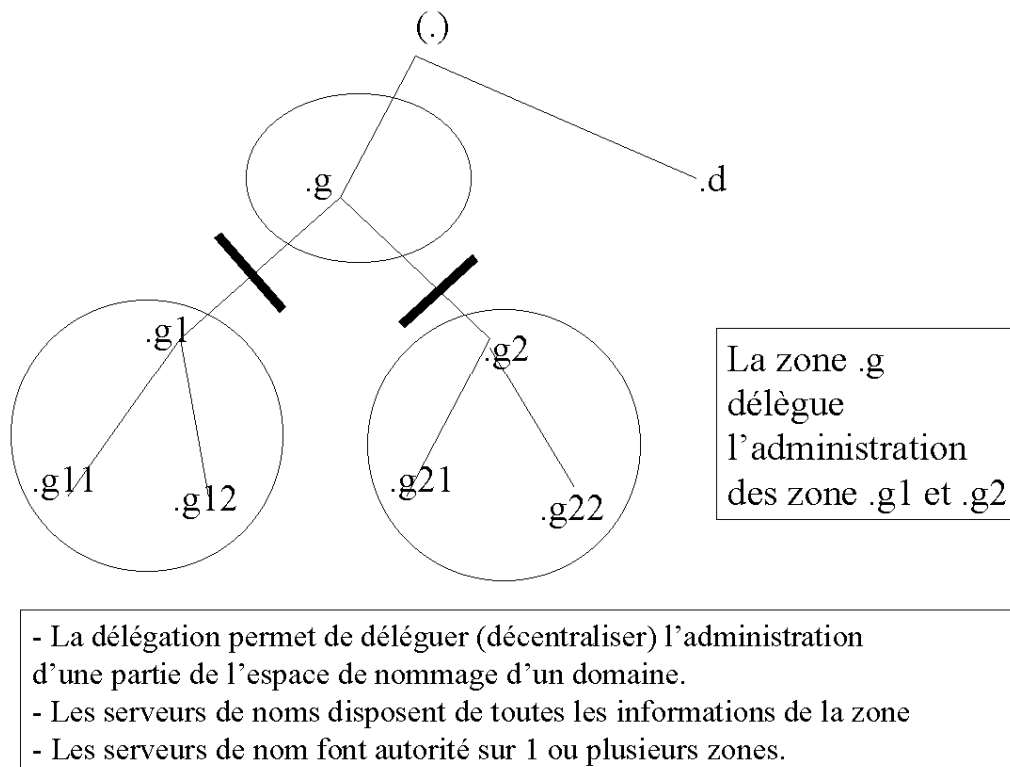 (.)
.g
.d
.g1
.g2
.g11
.g12
.g21
.g22
La zone .g
délègue
l’administration
des zone .g1 et .g2
- La délégation permet de déléguer (décentraliser) l’administration
d’une partie de l’espace de nommage d’un domaine.
- Les serveurs de noms disposent de toutes les informations de la zone
- Les serveurs de nom font autorité sur 1 ou plusieurs zones.